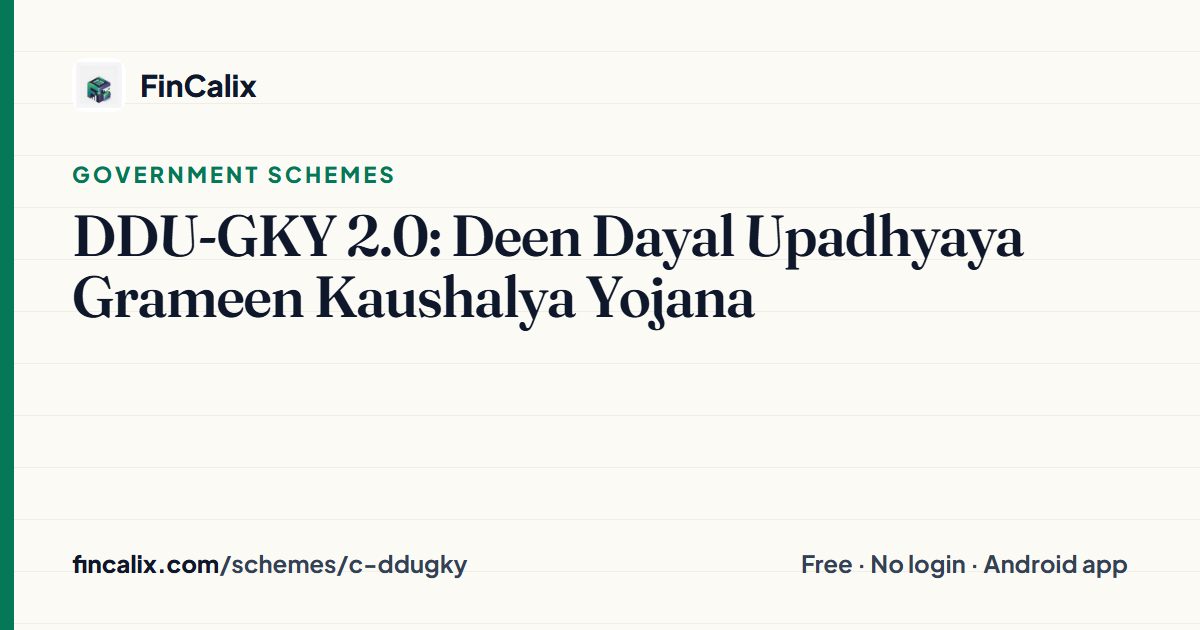 FinCalix
GOVERNMENT SCHEMES
DDU-GKY 2.0: Deen Dayal Upadhyaya
Grameen Kaushalya Yojana
fincalix.com/schemes/c-ddugky
Free · No login · Android app